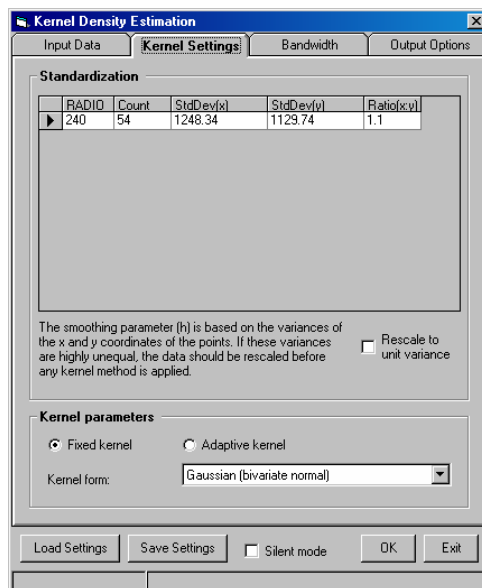 Kernel Density Estimation
Input Data Kernel Settings Bandwidth Output Options
Standardization
RADIO Count StdDev(x) StdDev(y) Ratio(x:y)
240 54 1248.34 1129.74 1.1
The smoothing parameter (h) is based on the variances of
the x and y coordinates of the points. If these variances
are highly unequal, the data should be rescaled before
any kernel method is applied.
Rescale to
unit variance
Kernel parameters
Fixed kernel Adaptive kernel
Kernel form: Gaussian (bivariate normal)
Load Settings Save Settings Silent mode OK Exit